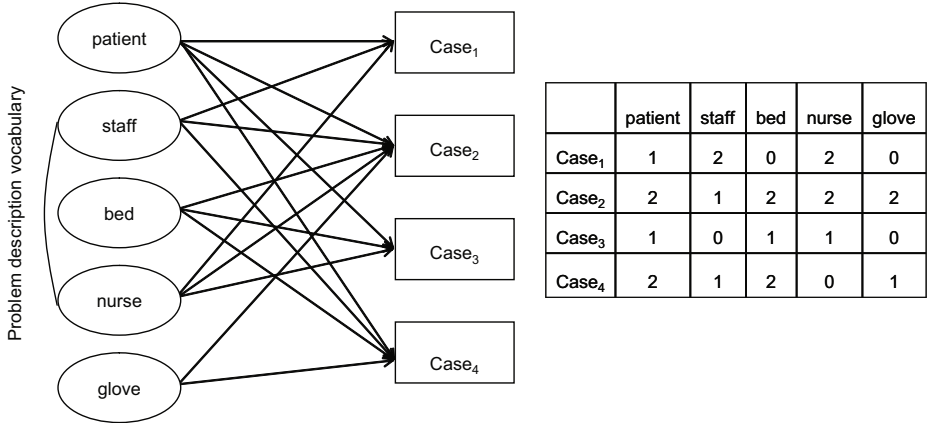 Problem description vocabulary
patient
staff
bed
nurse
glove
Case1
Case2
Case3
Case4
patient staff bed nurse glove
Case1 1 2 0 2 0
Case2 2 1 2 2 2
Case3 1 0 1 1 0
Case4 2 1 2 0 1